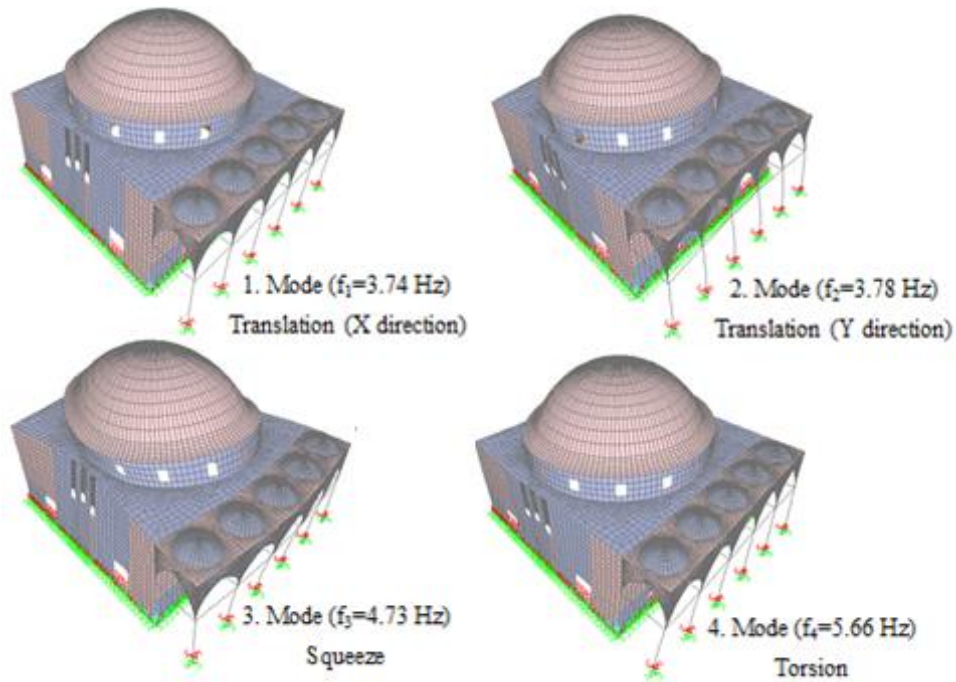 1. Mode (f₁=3.74 Hz)
Translation (X direction)
2. Mode (f₂=3.78 Hz)
Translation (Y direction)
3. Mode (f₃=4.73 Hz)
Squeeze
4. Mode (f₄=5.66 Hz)
Torsion